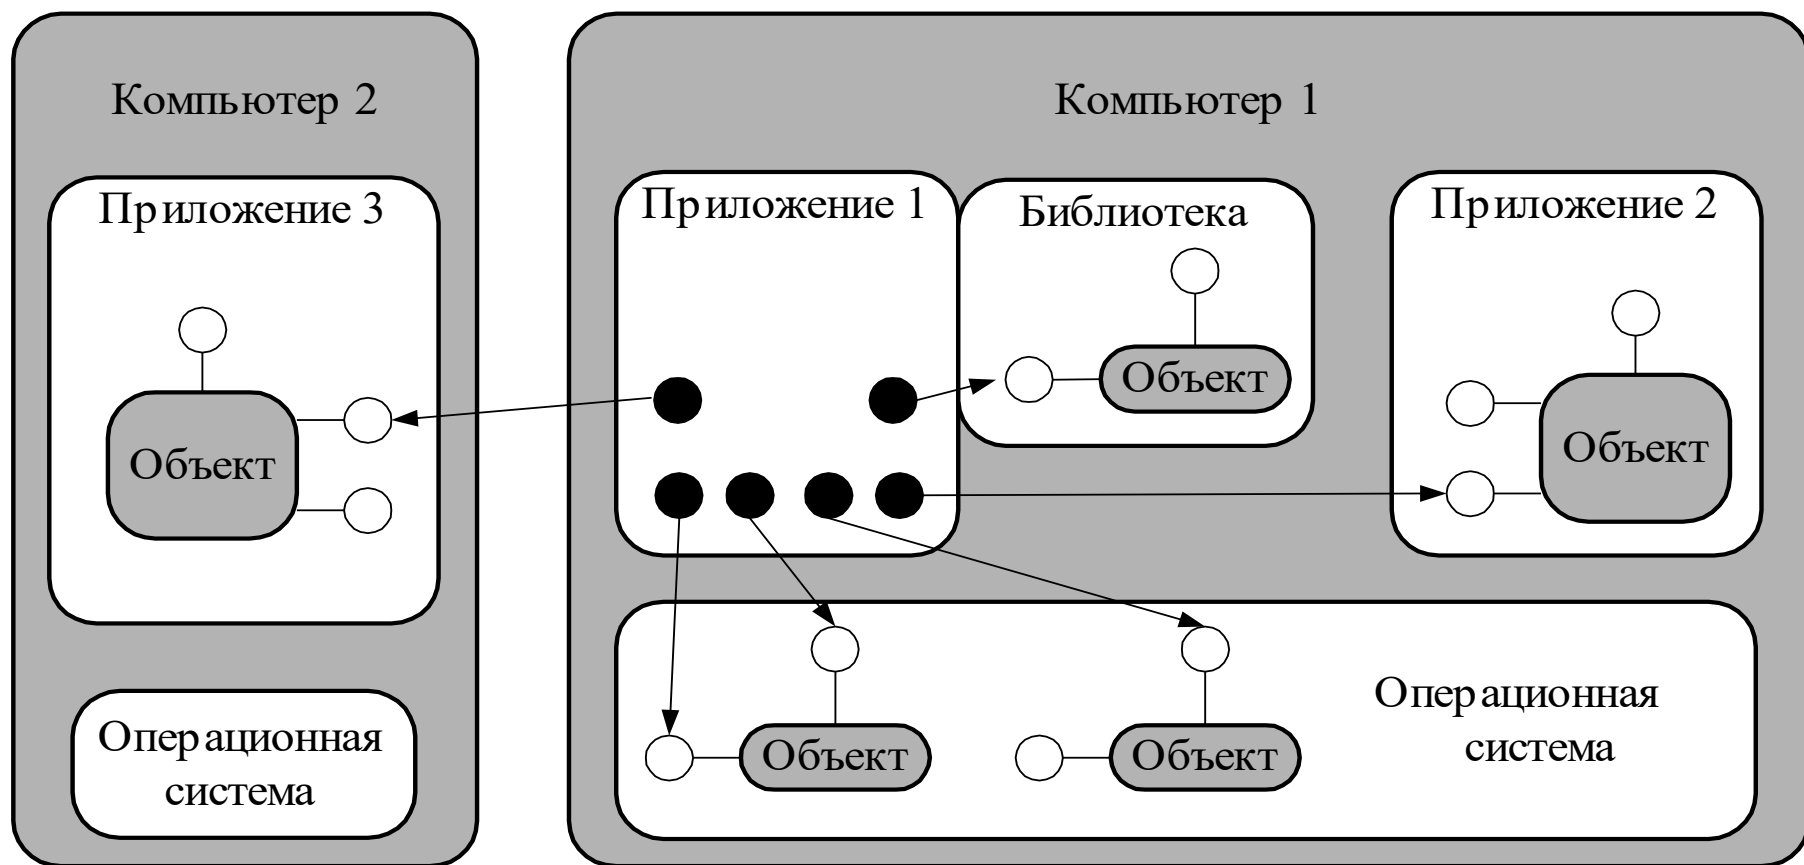 Компьютер 2
Приложение 3
Объект
Операционная
система
Компьютер 1
Приложение 1
Библиотека
Объект
Приложение 2
Объект
Объект
Объект
Операционная
система